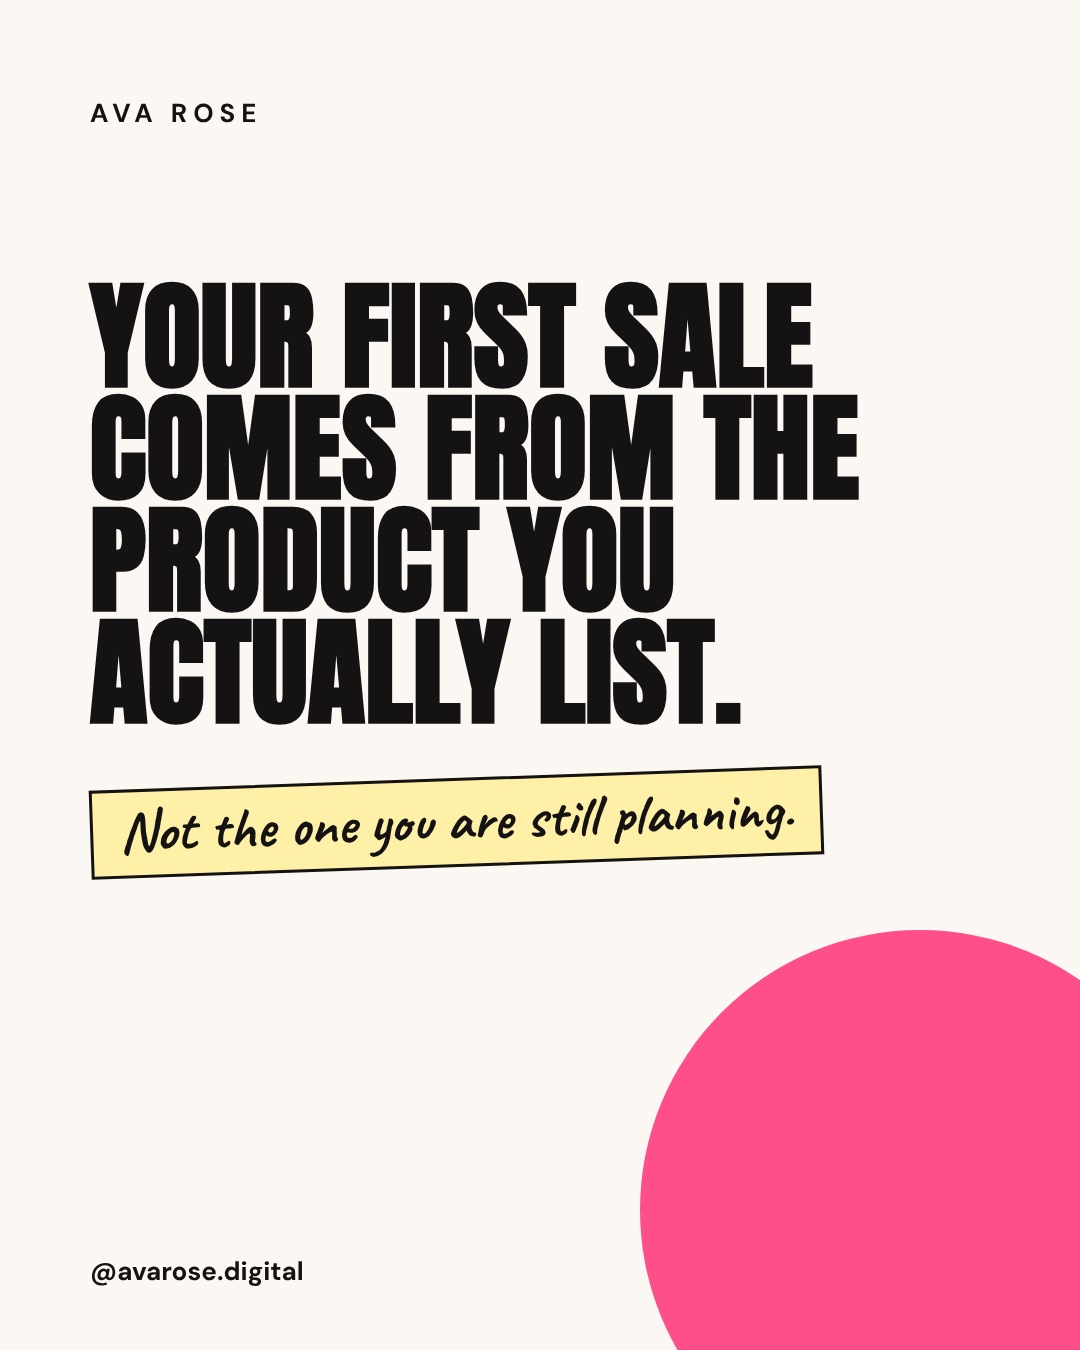 AVA ROSE
YOUR FIRST SALE
COMES FROM THE
PRODUCT YOU
ACTUALLY LIST.
Not the one you are still planning.
@avarose.digital